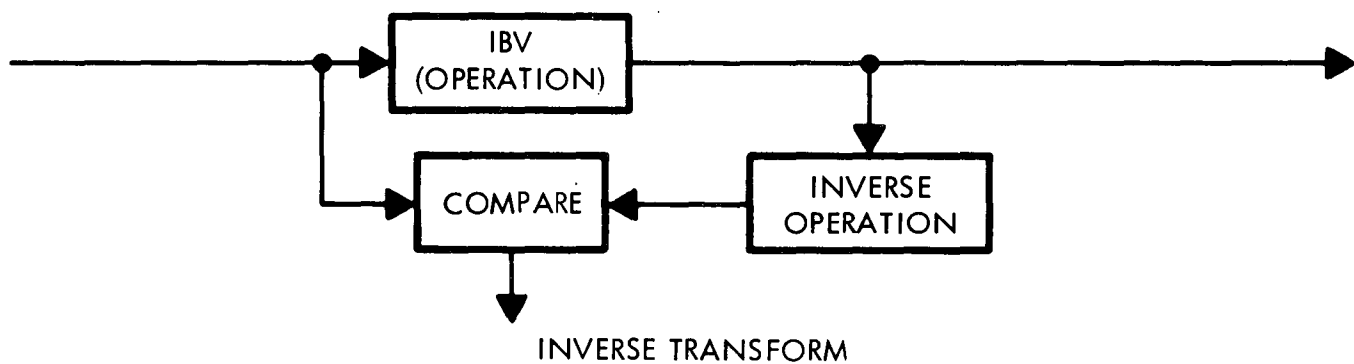 IBV
(OPERATION)
COMPARE
INVERSE
OPERATION
INVERSE TRANSFORM